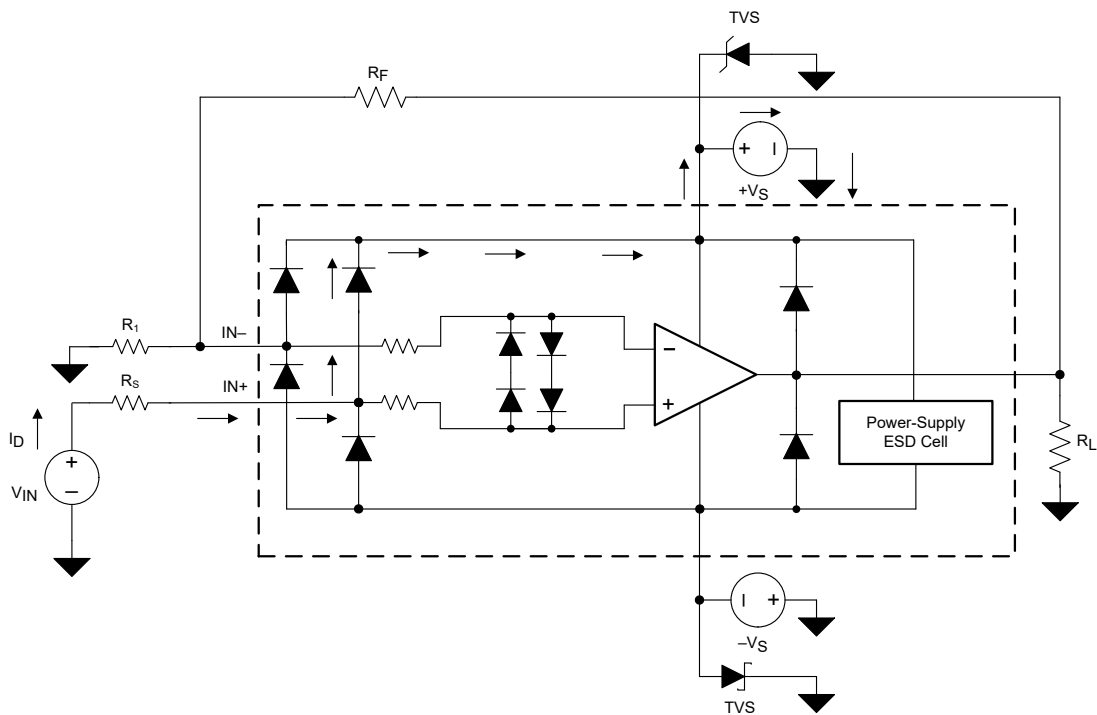 TVS
RF
+ –
+VS
R1
IN–
RS
IN+
ID
+
–
VIN
–
+
Power-Supply
ESD Cell
RL
– +
–VS
TVS